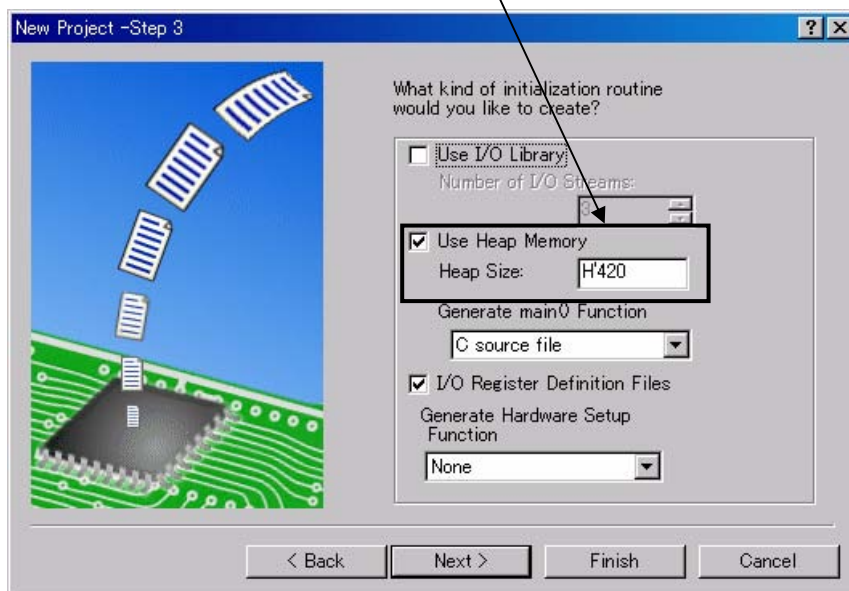 New Project -Step 3
What kind of initialization routine
would you like to create?
Use I/O Library
Number of I/O Streams:
3
Use Heap Memory
Heap Size: H'420
Generate main() Function
C source file
I/O Register Definition Files
Generate Hardware Setup
Function
None
< Back Next > Finish Cancel